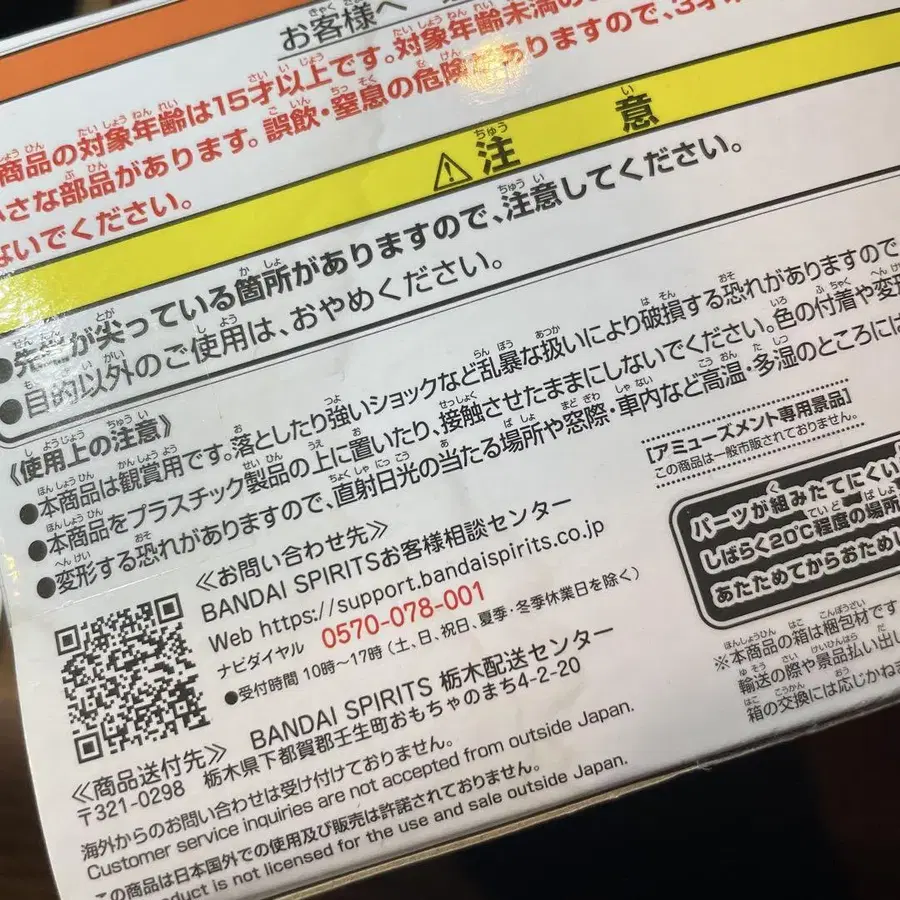 お客様へ
商品の対象年齢は15才以上です。対象年齢未満の
さな部品があります。誤飲・窒息の危険がありますので、3才
ないでください。
⚠注意
●先端が尖っている箇所がありますので、注意してください。
●目的以外のご使用は、おやめください。
《使用上の注意》
●本商品は観賞用です。落としたり強いショックなど乱暴な扱いにより破損する恐れがありますので
●本商品をプラスチック製品の上に置いたり、接触させたままにしないでください。色の付着や変形
●変形する恐れがありますので、直射日光の当たる場所や窓際・車内など高温・多湿のところには
[アミューズメント専用景品]
この商品は一般市販されておりません。
パーツが組みたてにくい
しばらく20℃程度の場所
あたためてからおためし
≪お問い合わせ先≫
BANDAI SPIRITSお客様相談センター
Web https://support.bandaispirits.co.jp
ナビダイヤル 0570-078-001
●受付時間 10時〜17時(土、日、祝日、夏季・冬季休業日を除く)
≪商品送付先≫ BANDAI SPIRITS 栃木配送センター
〒321-0298 栃木県下都賀郡壬生町おもちゃのまち4-2-20
※本商品の箱は梱包材です
輸送の際や景品払い出し
箱の交換には応じかねま
海外からのお問い合わせは受け付けておりません。
Customer service inquiries are not accepted from outside Japan.
この商品は日本国外での使用及び販売は許諾されておりません。
duct is not licensed for the use and sale outside Japan.